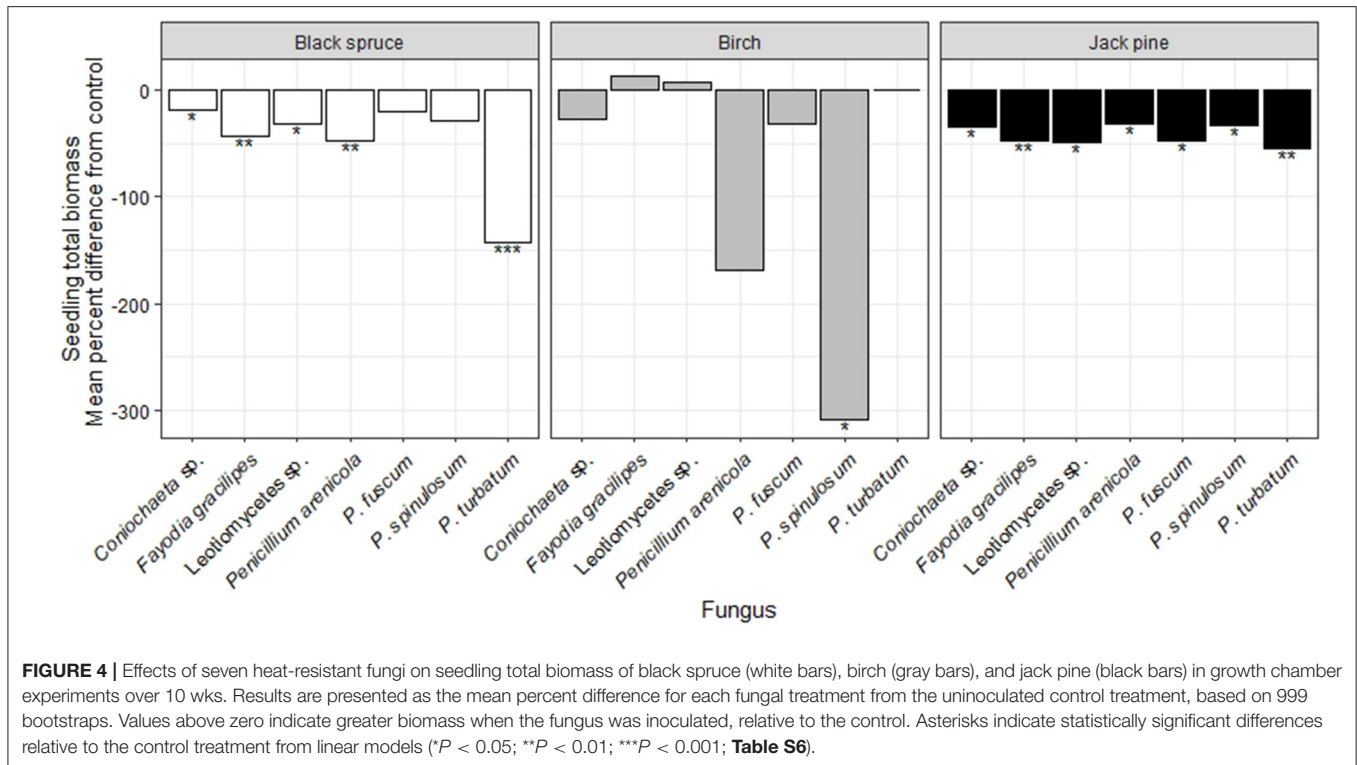 Black spruce
Birch
Jack pine
Seedling total biomass
Mean percent difference from control
0
-100
-200
-300
*
**
*
**
***
*
*
**
*
*
*
*
**
Coniochaeta sp.
Fayodia gracilipes
Leotiomycetes sp.
Penicillium arenicola
P. fuscum
P. spinulosum
P. turbatum
Coniochaeta sp.
Fayodia gracilipes
Leotiomycetes sp.
Penicillium arenicola
P. fuscum
P. spinulosum
P. turbatum
Coniochaeta sp.
Fayodia gracilipes
Leotiomycetes sp.
Penicillium arenicola
P. fuscum
P. spinulosum
P. turbatum
Fungus
FIGURE 4 | Effects of seven heat-resistant fungi on seedling total biomass of black spruce (white bars), birch (gray bars), and jack pine (black bars) in growth chamber
experiments over 10 wks. Results are presented as the mean percent difference for each fungal treatment from the uninoculated control treatment, based on 999
bootstraps. Values above zero indicate greater biomass when the fungus was inoculated, relative to the control. Asterisks indicate statistically significant differences
relative to the control treatment from linear models (*P < 0.05; **P < 0.01; ***P < 0.001; Table S6).